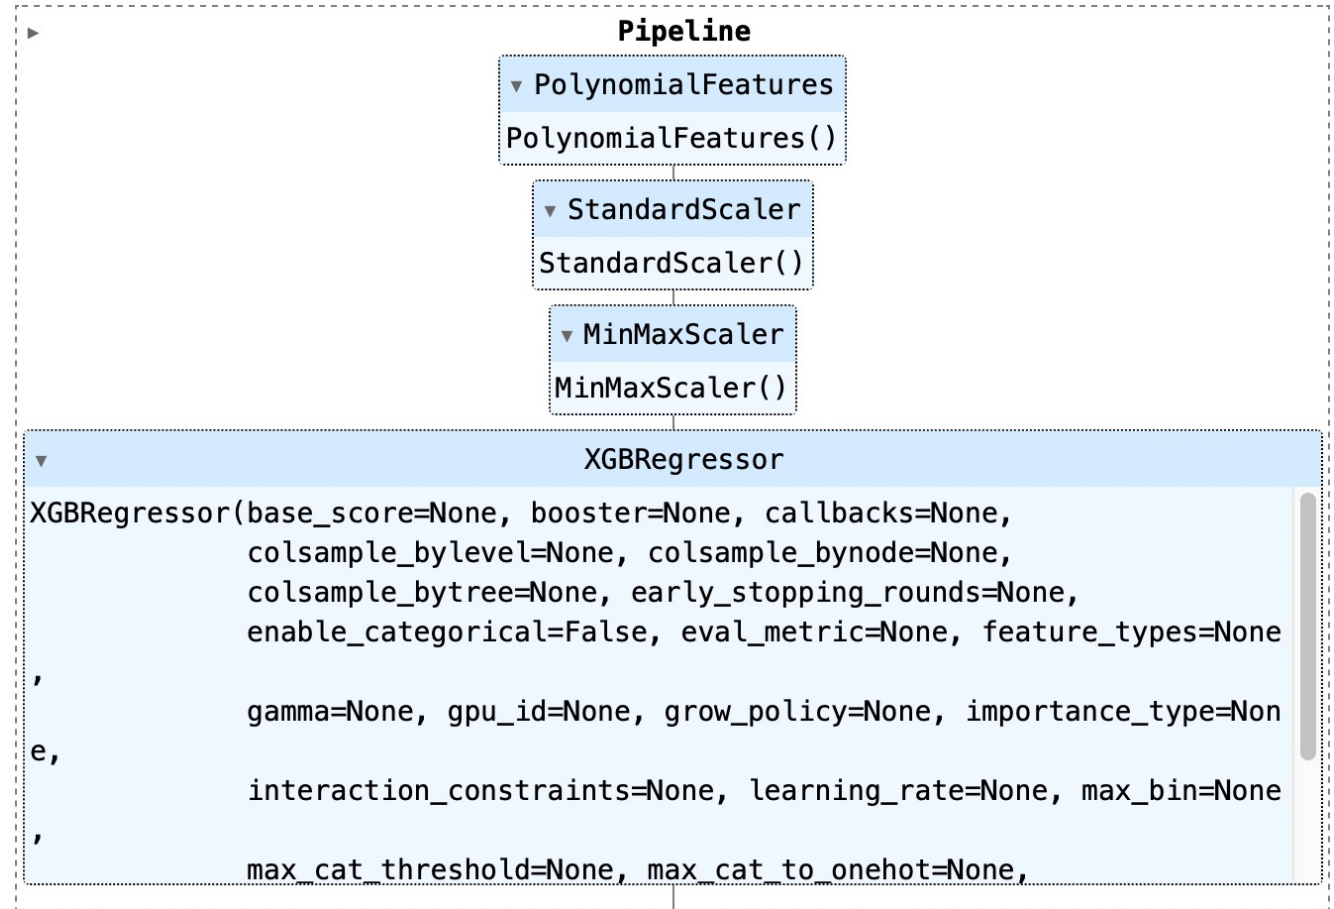 Pipeline
PolynomialFeatures
PolynomialFeatures()
StandardScaler
StandardScaler()
MinMaxScaler
MinMaxScaler()
XGBRegressor
XGBRegressor(base_score=None, booster=None, callbacks=None,
colsample_bylevel=None, colsample_bynode=None,
colsample_bytree=None, early_stopping_rounds=None,
enable_categorical=False, eval_metric=None, feature_types=None
,
gamma=None, gpu_id=None, grow_policy=None, importance_type=Non
e,
interaction_constraints=None, learning_rate=None, max_bin=None
,
max_cat_threshold=None, max_cat_to_onehot=None,